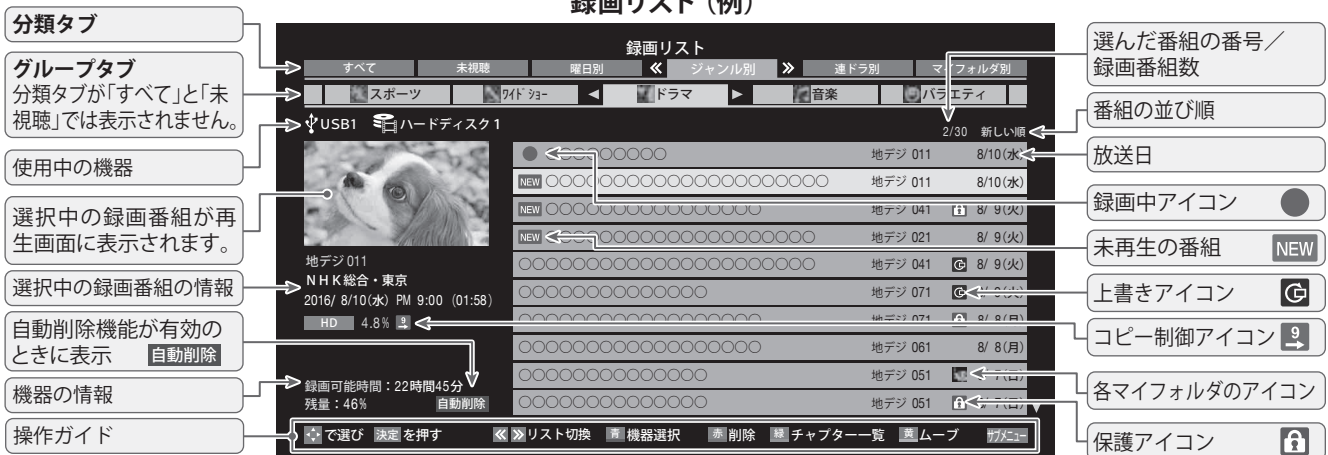 録画リスト（例）
分類タブ
グループタブ
分類タブが「すべて」と「未
視聴」では表示されません。
使用中の機器
選択中の録画番組が再
生画面に表示されます。
選択中の録画番組の情報
自動削除機能が有効の
ときに表示 自動削除
機器の情報
操作ガイド
録画リスト
すべて 未視聴 曜日別 ≪ ジャンル別 ≫ 連ドラ別 マイフォルダ別
スポーツ ワイドショー ◀ ドラマ ▶ 音楽 バラエティ
USB1 ハードディスク1
2/30 新しい順
● ○○○○○○○○ 地デジ 011 8/10(水)
NEW ○○○○○○○○○○○○○○○○○○○○○ 地デジ 011 8/10(水)
NEW ○○○○○○○○○○○○○○○○ 地デジ 041 8/ 9(火)
NEW ○○○○○○○○○○○○○○○○○○○○ 地デジ 021 8/ 9(火)
○○○○○○○○○○○○○○○○○○○○○○ 地デジ 041 8/ 9(火)
○○○○○○○○○○○○○○ 地デジ 071
地デジ 071 8/ 8(月)
○○○○○○○○○○○○○○○○○○ 地デジ 061 8/ 8(月)
○○○○○○○○○○○○○○ 地デジ 051
○○○○○○○○○○○○○○ 地デジ 051
地デジ 011
NHK総合・東京
2016/ 8/10(水) PM 9:00 (01:58)
HD 4.8% 9
録画可能時間：22時間45分
残量：46% 自動削除
で選び 決定 を押す ≪ ≫ リスト切換 青 機器選択 赤 削除 緑 チャプター一覧 黄 ムーブ サブメニュー
選んだ番組の番号／
録画番組数
番組の並び順
放送日
録画中アイコン ●
未再生の番組 NEW
上書きアイコン
コピー制御アイコン 9
各マイフォルダのアイコン
保護アイコン